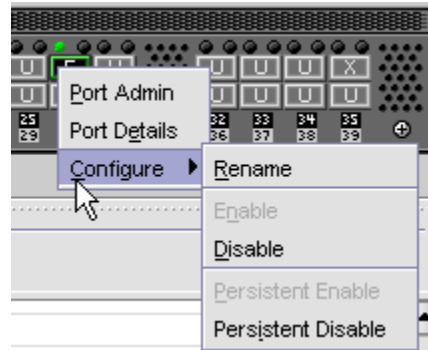 U F U U U U X
U U U U U
25 32 33 34 35
29 36 37 38 39
Port Admin
Port Details
Configure
Rename
Enable
Disable
Persistent Enable
Persistent Disable